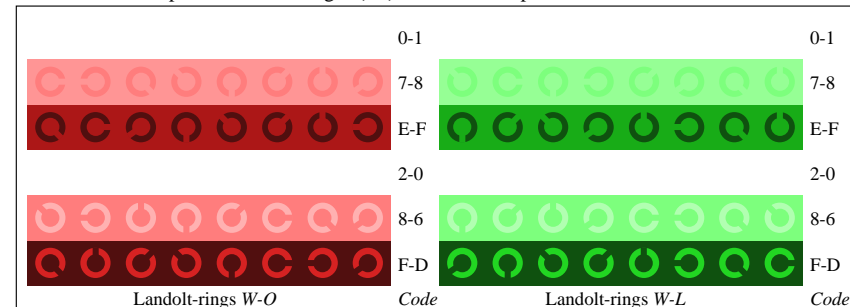 0-1 0-1
7-8 7-8
E-F E-F
2-0 2-0
8-6 8-6
F-D F-D
Landolt-rings W-O Code Landolt-rings W-L Code